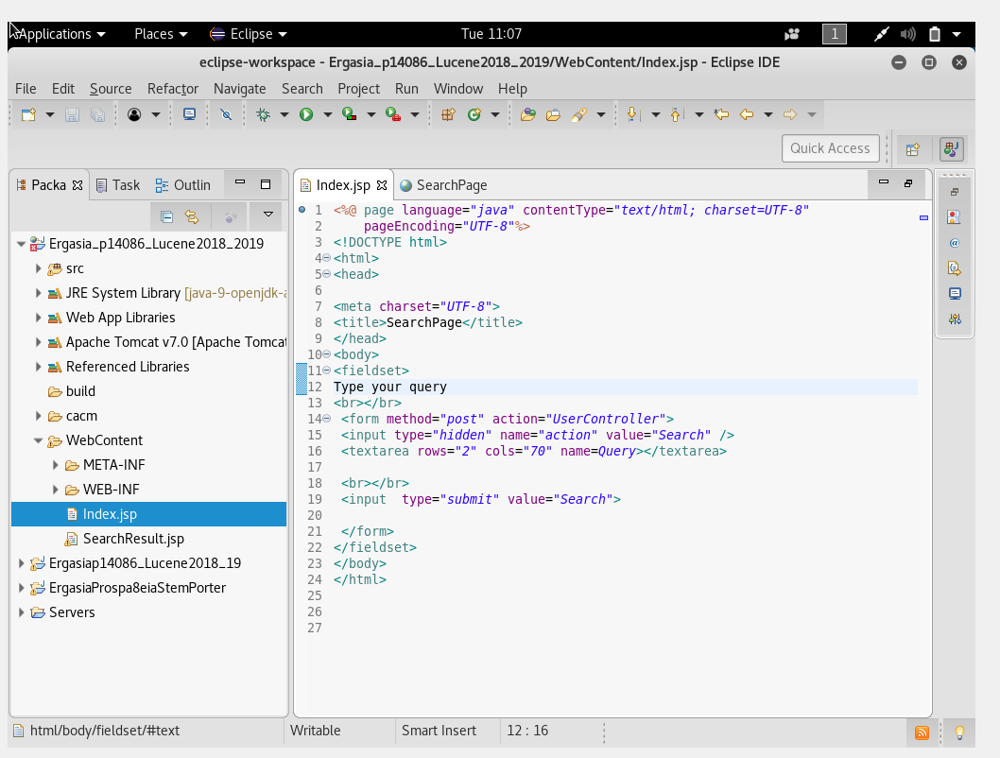 Applications Places Eclipse Tue 11:07 1
eclipse-workspace - Ergasia_p14086_Lucene2018_2019/WebContent/Index.jsp - Eclipse IDE
File Edit Source Refactor Navigate Search Project Run Window Help
Quick Access
Packa Task Outlin
Index.jsp SearchPage
Ergasia_p14086_Lucene2018_2019
src
JRE System Library [java-9-openjdk-a
Web App Libraries
Apache Tomcat v7.0 [Apache Tomcat
Referenced Libraries
build
cacm
WebContent
META-INF
WEB-INF
Index.jsp
SearchResult.jsp
Ergasiap14086_Lucene2018_19
ErgasiaProspa8eiaStemPorter
Servers
1 <%@ page language="java" contentType="text/html; charset=UTF-8"
2     pageEncoding="UTF-8"%>
3 <!DOCTYPE html>
4 <html>
5 <head>
6
7 <meta charset="UTF-8">
8 <title>SearchPage</title>
9 </head>
10 <body>
11 <fieldset>
12 Type your query
13 <br></br>
14  <form method="post" action="UserController">
15  <input type="hidden" name="action" value="Search" />
16  <textarea rows="2" cols="70" name=Query></textarea>
17
18  <br></br>
19  <input  type="submit" value="Search">
20
21  </form>
22 </fieldset>
23 </body>
24 </html>
25
26
27
html/body/fieldset/#text Writable Smart Insert 12 : 16